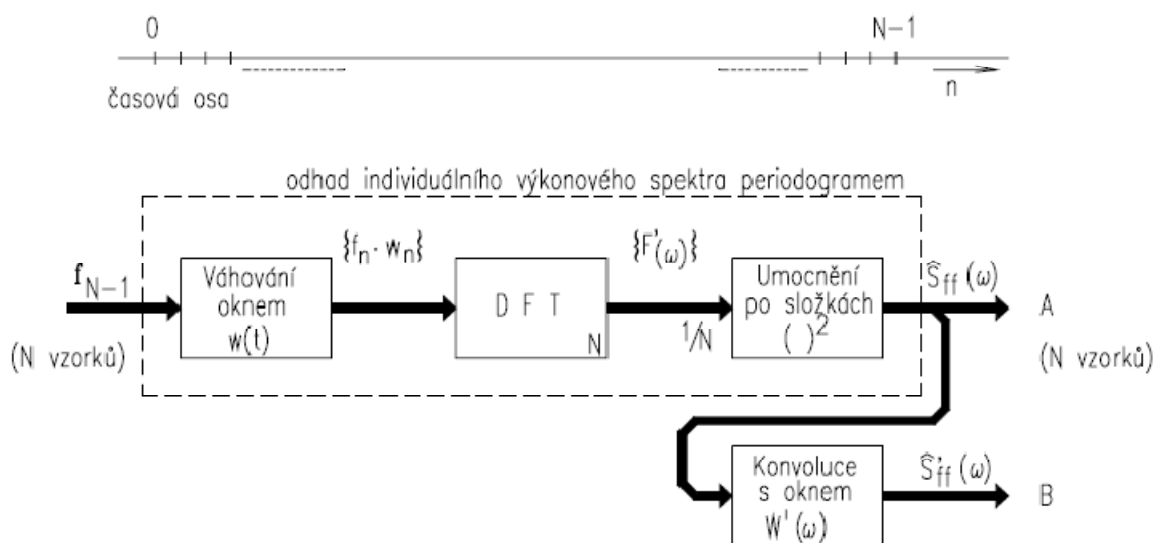 0
N-1
n
časová osa
odhad individuálního výkonového spektra periodogramem
f_{N-1}
(N vzorků)
Váhování
oknem
w(t)
{f_n · w_n}
D F T
N
{F'(ω)}
1/N
Umocnění
po složkách
( )²
Ŝ_ff(ω)
A
(N vzorků)
Konvoluce
s oknem
W'(ω)
Ŝ'_ff(ω)
B